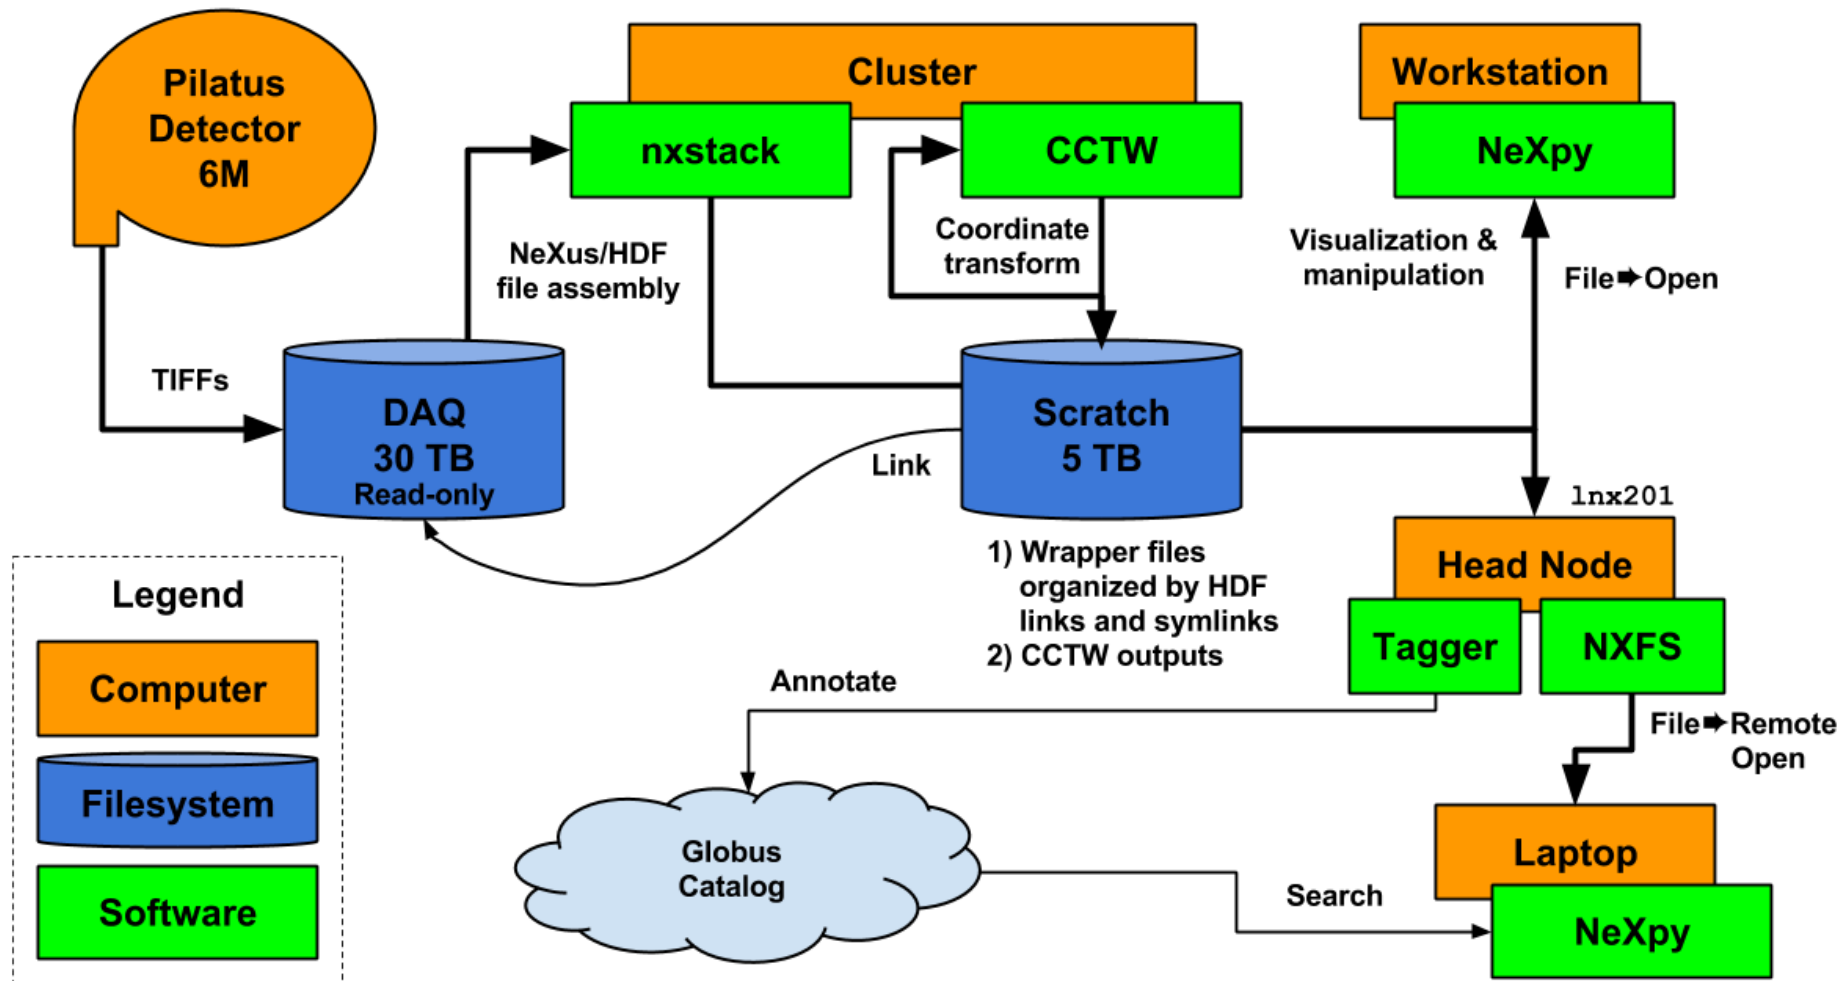 Pilatus
Detector
6M
Cluster
nxstack
CCTW
Workstation
NeXpy
NeXus/HDF
file assembly
Coordinate
transform
Visualization &
manipulation
File➡Open
TIFFs
DAQ
30 TB
Read-only
Link
Scratch
5 TB
lnx201
1) Wrapper files
organized by HDF
links and symlinks
2) CCTW outputs
Head Node
Tagger
NXFS
Annotate
File➡Remote
Open
Globus
Catalog
Search
Laptop
NeXpy
Legend
Computer
Filesystem
Software